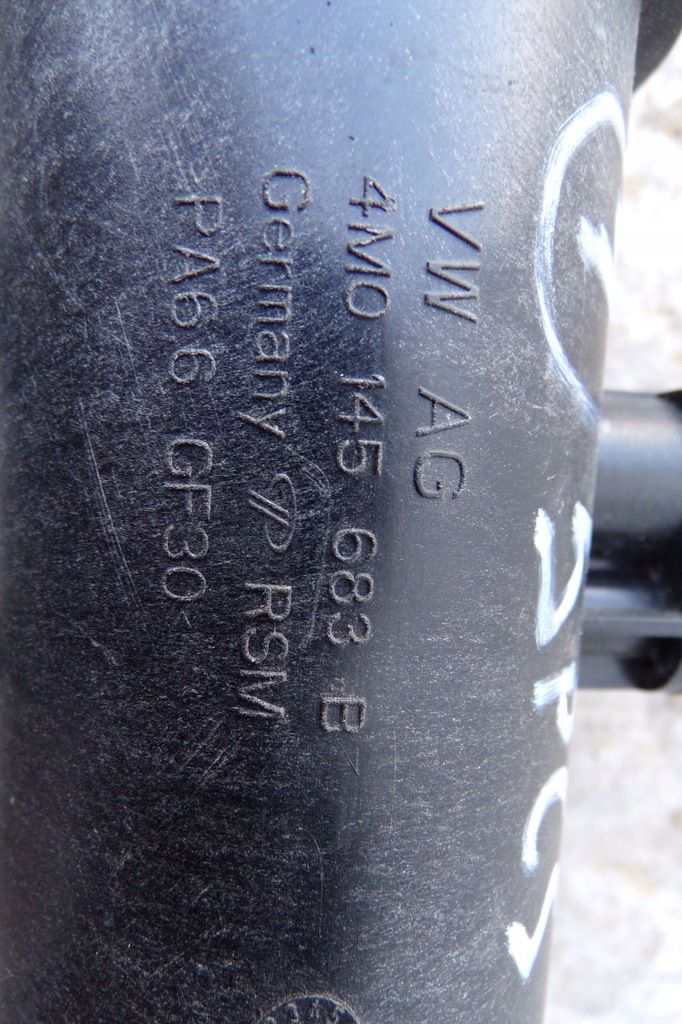 VW AG
4M0 145 683 B
Germany RSM
PA66 GF30<